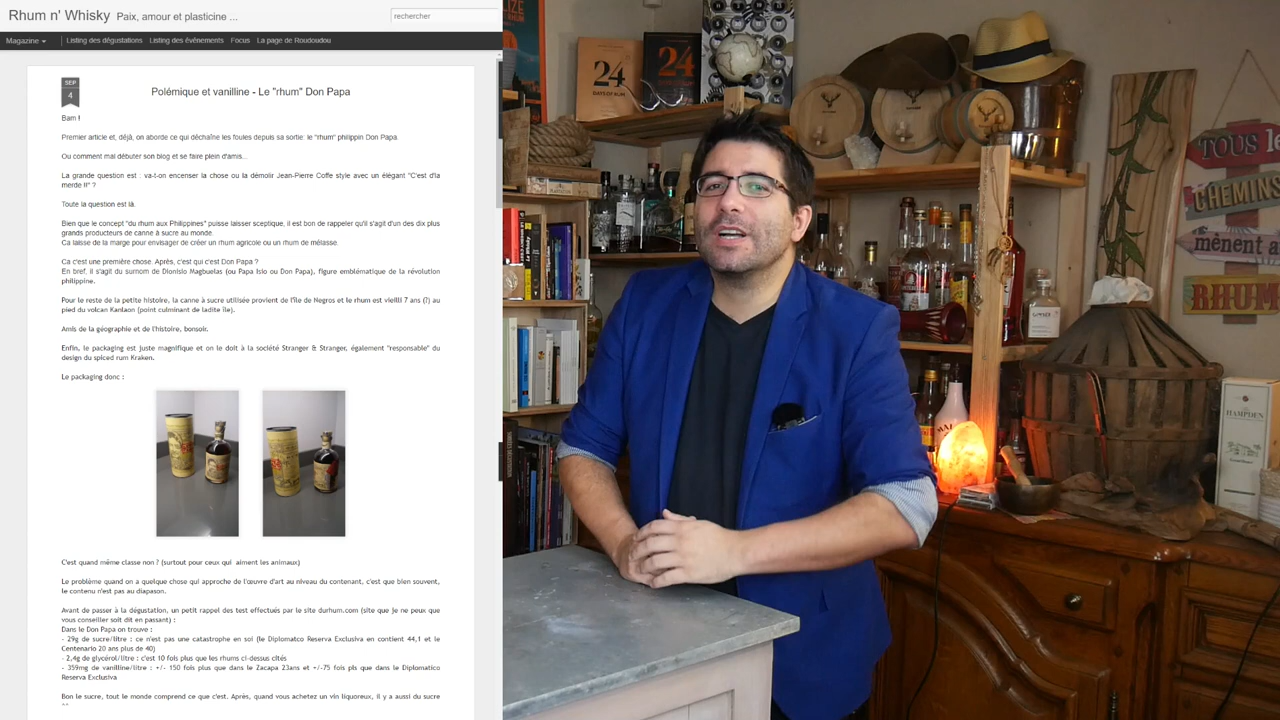 Rhum n' Whisky Paix, amour et plasticine ...
rechercher
Magazine
Listing des dégustations
Listing des événements
Focus
La page de Roudoudou
SEP
4
Polémique et vanilline - Le "rhum" Don Papa
Bam !
Premier article et, déjà, on aborde ce qui déchaîne les foules depuis sa sortie: le "rhum" philippin Don Papa.
Ou comment mal débuter son blog et se faire plein d'amis...
La grande question est : va-t-on encenser la chose ou la démolir Jean-Pierre Coffe style avec un élégant "C'est d'la
merde !!" ?
Toute la question est là.
Bien que le concept "du rhum aux Philippines" puisse laisser sceptique, il est bon de rappeler qu'il s'agit d'un des dix plus
grands producteurs de canne à sucre au monde.
Ca laisse de la marge pour envisager de créer un rhum agricole ou un rhum de mélasse.
Ca c'est une première chose. Après, c'est qui c'est Don Papa ?
En bref, il s'agit du surnom de Dionisio Magbuelas (ou Papa Isio ou Don Papa), figure emblématique de la révolution
philippine.
Pour le reste de la petite histoire, la canne à sucre utilisée provient de l'île de Negros et le rhum est vieilli 7 ans (?) au
pied du volcan Kanlaon (point culminant de ladite île).
Amis de la géographie et de l'histoire, bonsoir.
Enfin, le packaging est juste magnifique et on le doit à la société Stranger & Stranger, également "responsable" du
design du spiced rum Kraken.
Le packaging donc :
C'est quand même classe non ? (surtout pour ceux qui aiment les animaux)
Le problème quand on a quelque chose qui approche de l'œuvre d'art au niveau du contenant, c'est que bien souvent,
le contenu n'est pas au diapason.
Avant de passer à la dégustation, un petit rappel des test effectués par le site durhum.com (site que je ne peux que
vous conseiller soit dit en passant) :
Dans le Don Papa on trouve :
- 29g de sucre/litre : ce n'est pas une catastrophe en soi (le Diplomatco Reserva Exclusiva en contient 44,1 et le
Centenario 20 ans plus de 40)
- 2,4g de glycérol/litre : c'est 10 fois plus que les rhums ci-dessus cités
- 359mg de vanilline/litre : +/- 150 fois plus que dans le Zacapa 23ans et +/-75 fois pls que dans le Diplomatico
Reserva Exclusiva
Bon le sucre, tout le monde comprend ce que c'est. Après, quand vous achetez un vin liquoreux, il y a aussi du sucre
^^
24
DAYS OF RUM
24
TOUS le
CHEMINS
mènent a
RHUM
HAMPDEN